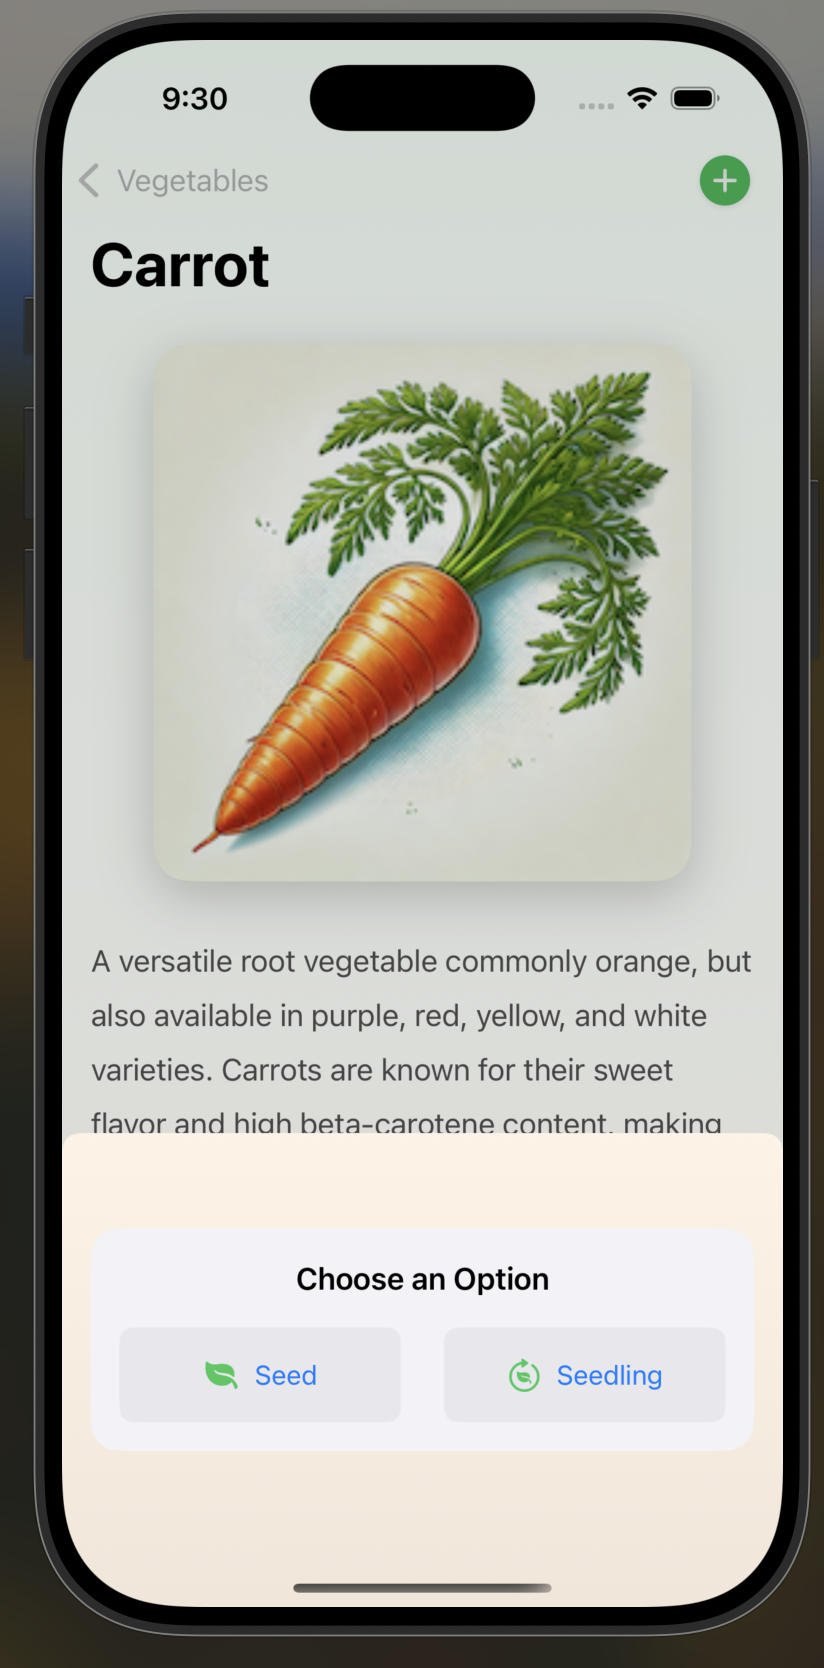 9:30
Vegetables
Carrot
A versatile root vegetable commonly orange, but
also available in purple, red, yellow, and white
varieties. Carrots are known for their sweet
flavor and high beta-carotene content, making
Choose an Option
Seed
Seedling